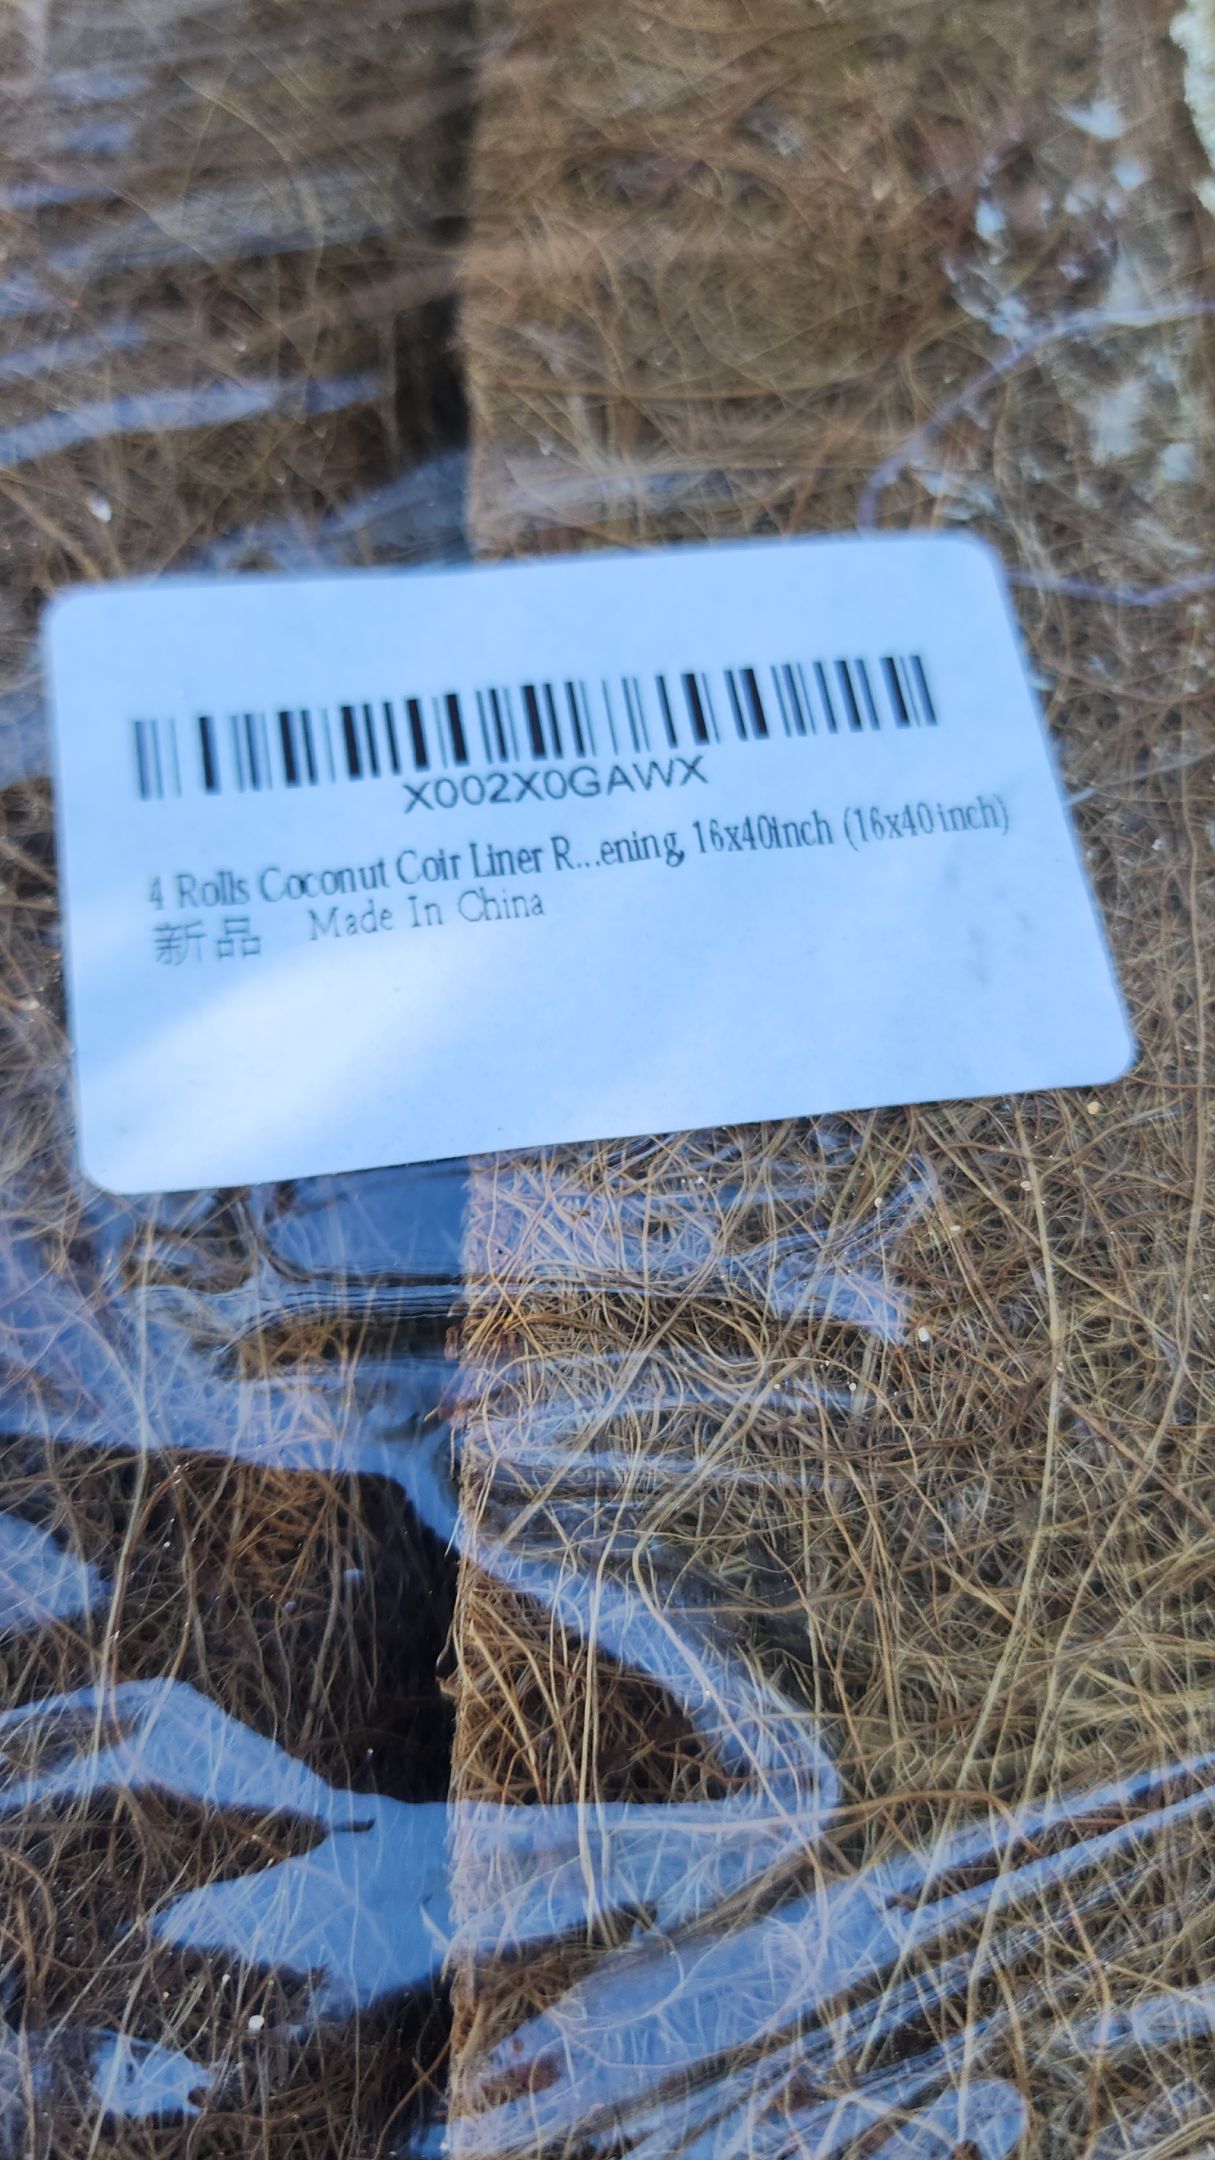 X002X0GAWX
4 Rolls Coconut Coir Liner R...ening, 16x40inch (16x40inch)
新品 Made In China